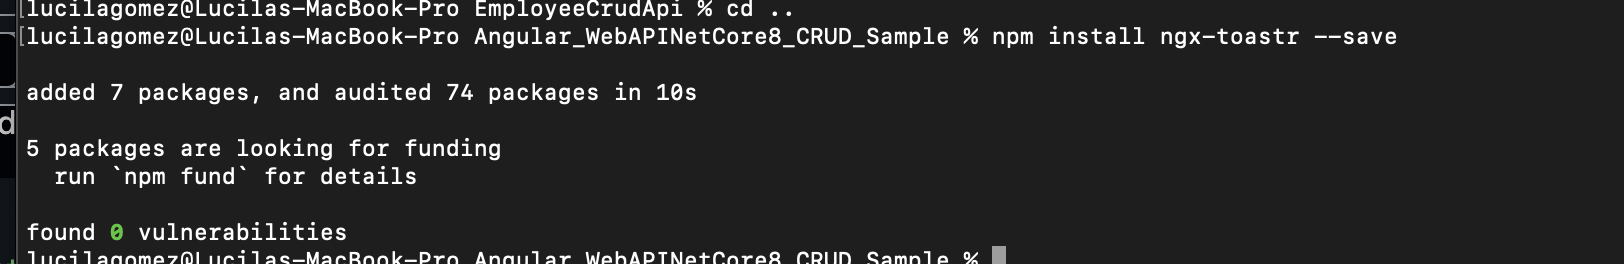 lucilagomez@Lucilas-MacBook-Pro EmployeeCrudApi % cd ..
[lucilagomez@Lucilas-MacBook-Pro Angular_WebAPINetCore8_CRUD_Sample % npm install ngx-toastr --save
added 7 packages, and audited 74 packages in 10s
d
5 packages are looking for funding
run `npm fund` for details
found 0 vulnerabilities
lucilagomez@Lucilas-MacBook-Pro Angular_WebAPINetCore8_CRUD_Sample %